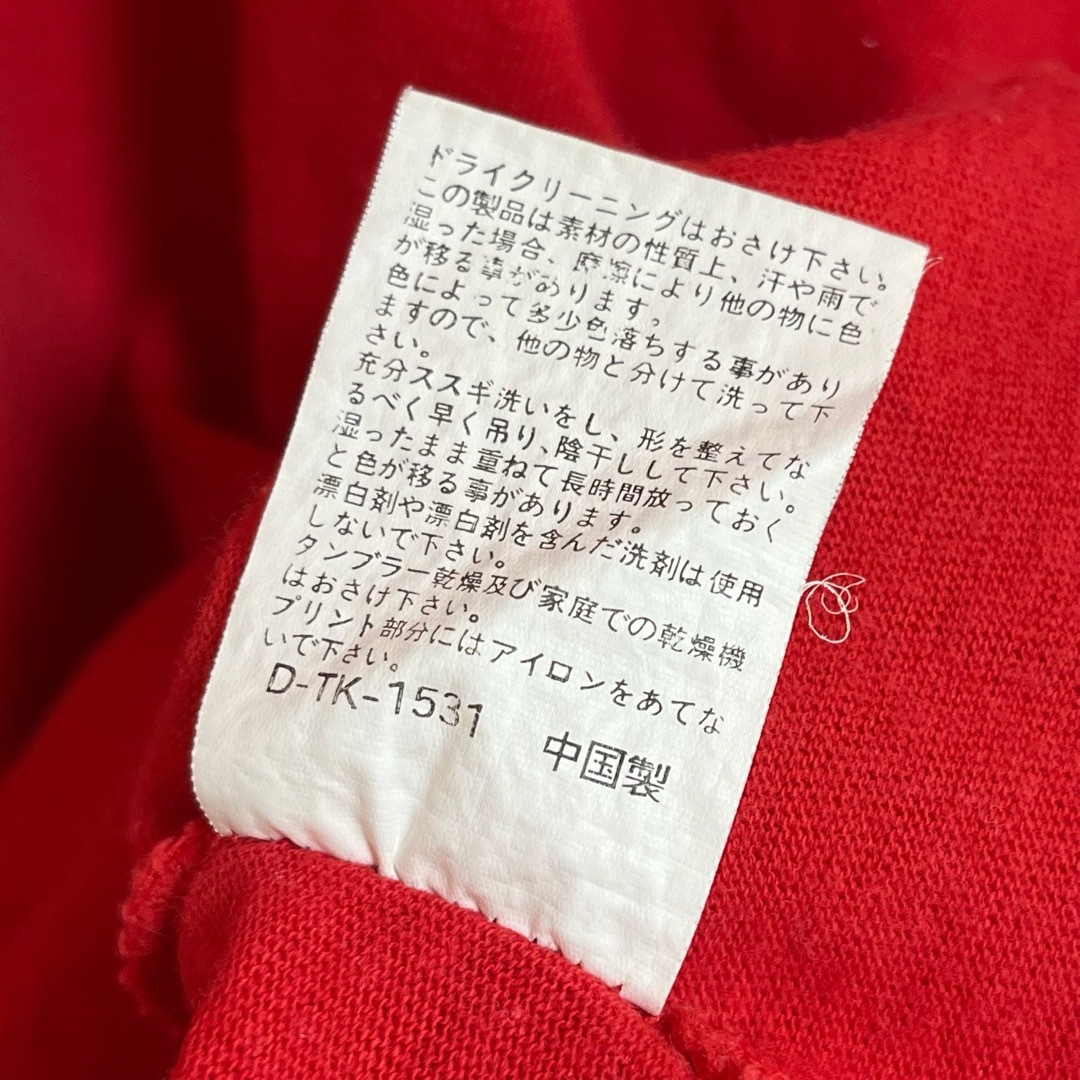 ドライクリーニングはおさけ下さい。
この製品は素材の性質上、汗や雨で
湿った場合、摩擦により他の物に色
が移る事があります。
色によって多少色落ちする事があり
ますので、他の物と分けて洗って下
さい。
充分ススギ洗いをし、形を整えてな
るべく早く吊り、陰干しして下さい。
湿ったまま重ねて長時間放っておく
と色が移る事があります。
漂白剤や漂白剤を含んだ洗剤は使用
しないで下さい。
タンブラー乾燥及び家庭での乾燥機
はおさけ下さい。
プリント部分にはアイロンをあてな
いで下さい。
D-TK-1531
中国製